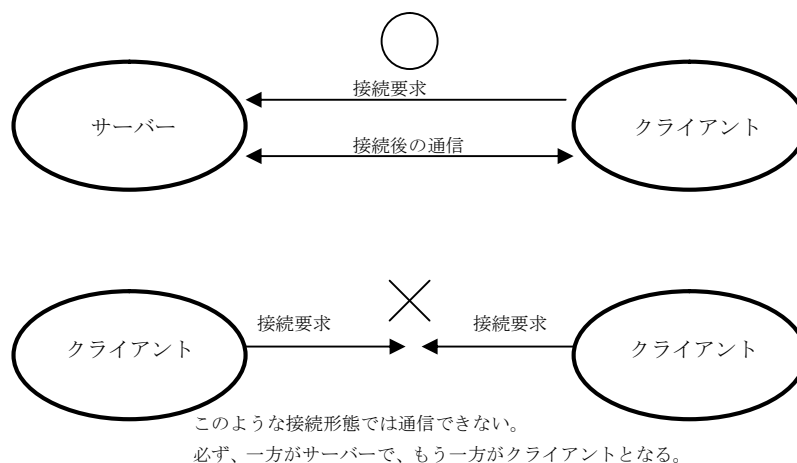 接続要求
サーバー
クライアント
接続後の通信
接続要求
接続要求
クライアント
クライアント
このような接続形態では通信できない。
必ず、一方がサーバーで、もう一方がクライアントとなる。